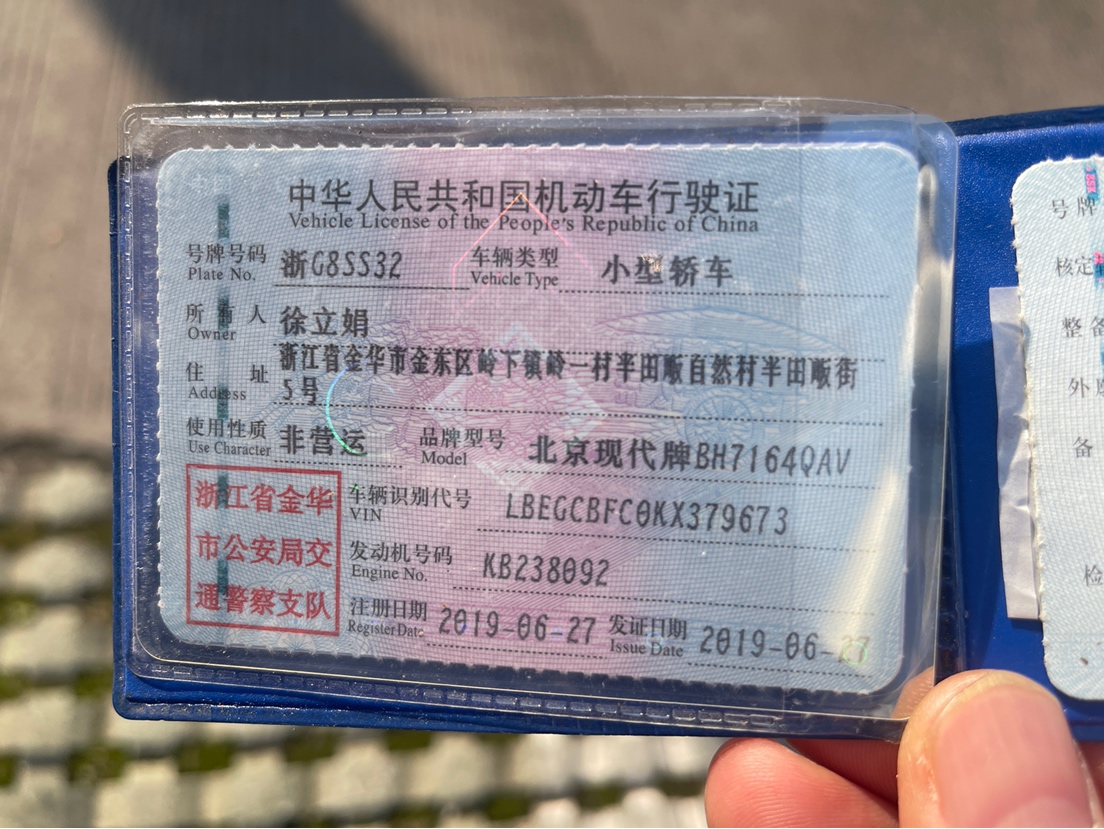 中华人民共和国机动车行驶证
Vehicle License of the People's Republic of China
号牌号码 浙G8SS32 车辆类型 小型轿车
Plate No. Vehicle Type
所有人 徐立娟
Owner
住址 浙江省金华市金东区岭下镇岭一村半田畈自然村半田畈街
Address 5号
使用性质 非营运 品牌型号 北京现代牌BH7164QAV
Use Character Model
浙江省金华
市公安局交
通警察支队
车辆识别代号 LBEGCBFC0KX379673
VIN
发动机号码 KB238092
Engine No.
注册日期 2019-06-27 发证日期 2019-06-27
Register Date Issue Date
号牌
核定
整备
外
备
检